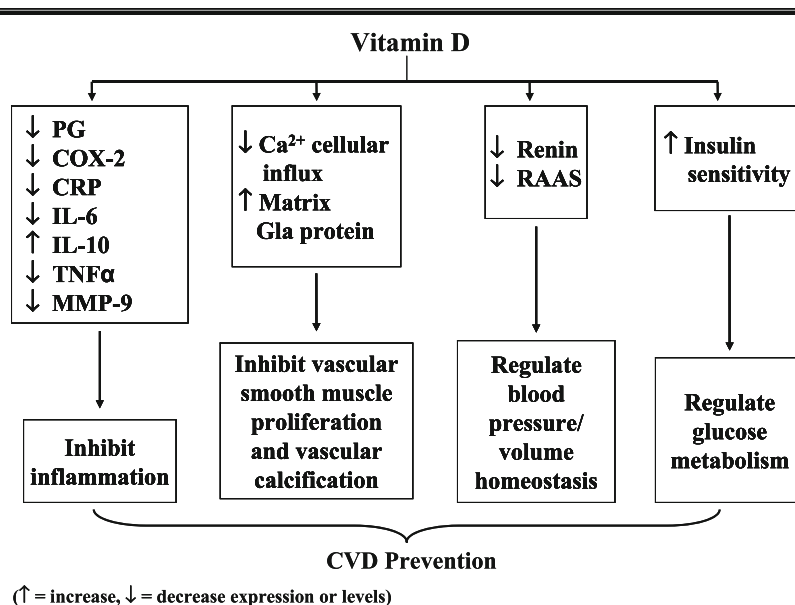 Vitamin D
↓ PG
↓ COX-2
↓ CRP
↓ IL-6
↑ IL-10
↓ TNFα
↓ MMP-9
↓ Ca²⁺ cellular
influx
↑ Matrix
Gla protein
↓ Renin
↓ RAAS
↑ Insulin
sensitivity
Inhibit
inflammation
Inhibit vascular
smooth muscle
proliferation
and vascular
calcification
Regulate
blood
pressure/
volume
homeostasis
Regulate
glucose
metabolism
CVD Prevention
(↑ = increase, ↓ = decrease expression or levels)